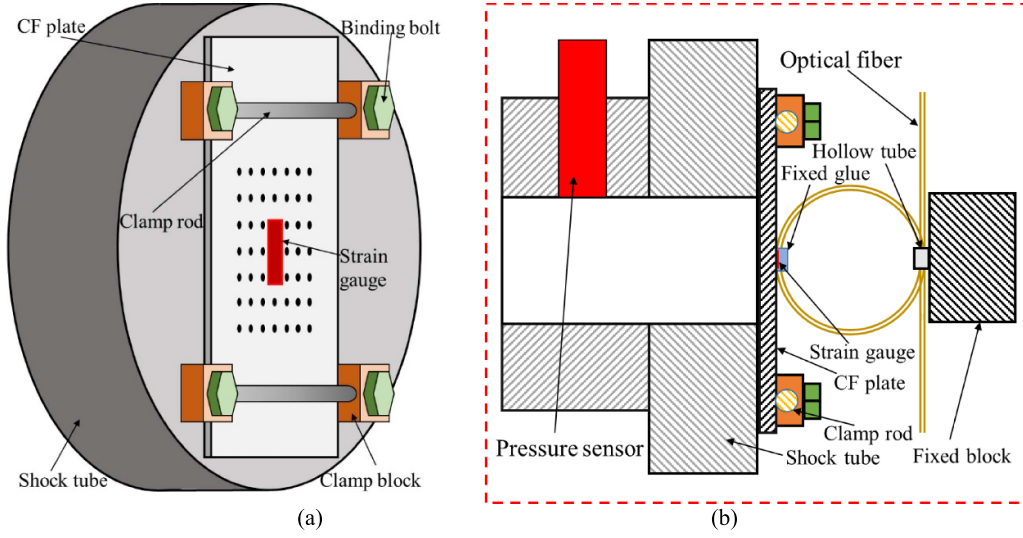 CF plate
Binding bolt
Clamp rod
Strain
gauge
Shock tube
Clamp block
(a)
Optical fiber
Hollow tube
Fixed glue
Strain gauge
CF plate
Clamp rod
Pressure sensor
Shock tube
Fixed block
(b)